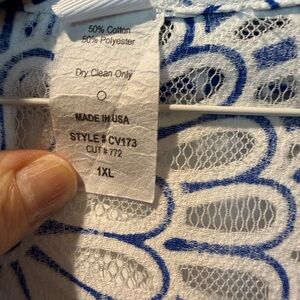 50% Cotton
50% Polyester
Dry Clean Only
MADE IN USA
STYLE # CV173
CUT # 772
1XL